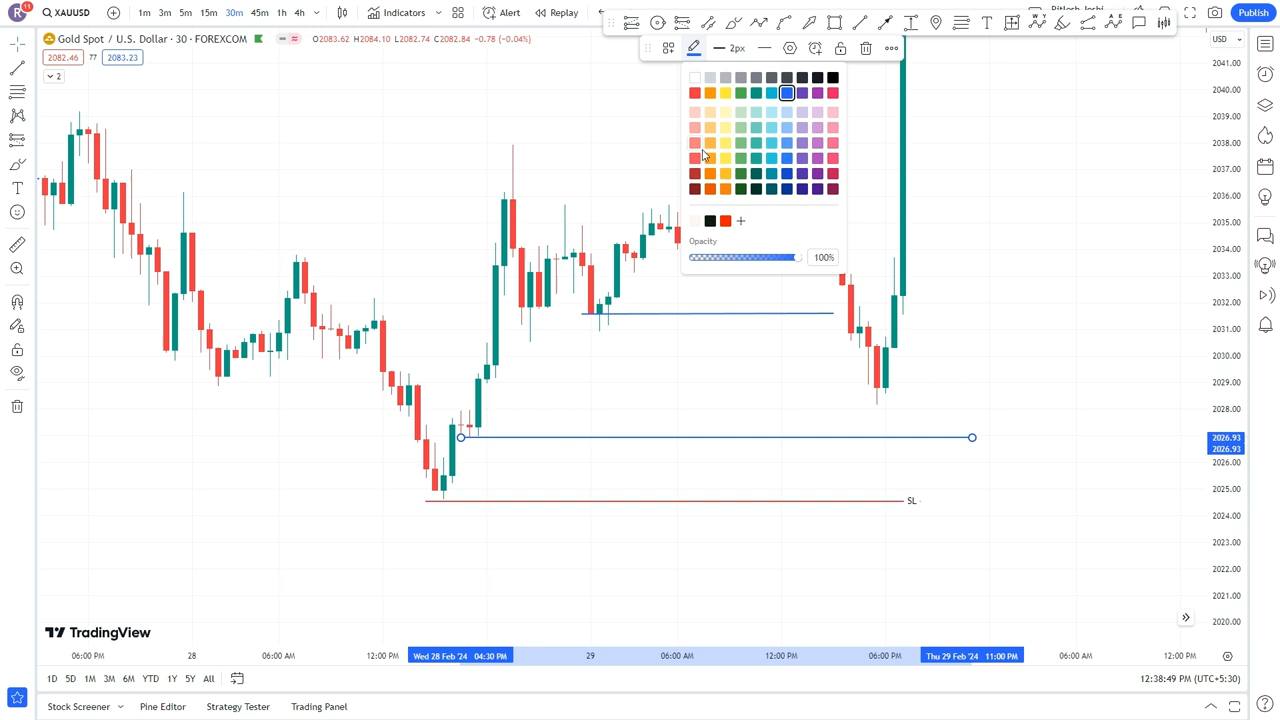 R 11 XAUUSD 1m 3m 5m 15m 30m 45m 1h 4h Indicators Alert Replay Publish
Gold Spot / U.S. Dollar · 30 · FOREXCOM O2083.62 H2084.10 L2082.74 C2082.84 -0.78 (-0.04%)
2px
USD
2082.46 77 2083.23
2
2041.00
2040.00
2039.00
2038.00
2037.00
2036.00
2035.00
2034.00
2033.00
2032.00
2031.00
2030.00
2029.00
2028.00
2026.93
2026.93
2026.00
2025.00
2024.00
2023.00
2022.00
2021.00
2020.00
Opacity
100%
SL
TradingView
06:00 PM 28 06:00 AM 12:00 PM Wed 28 Feb '24 04:30 PM 29 06:00 AM 12:00 PM 06:00 PM Thu 29 Feb '24 11:00 PM 06:00 AM 12:00 PM
1D 5D 1M 3M 6M YTD 1Y 5Y All 12:38:49 PM (UTC+5:30)
Stock Screener Pine Editor Strategy Tester Trading Panel